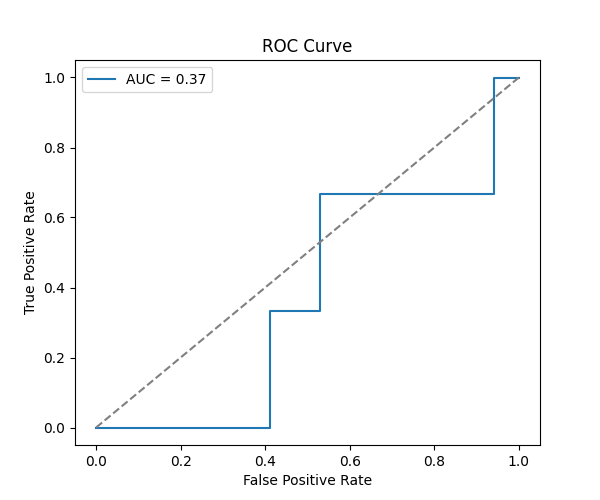 ROC Curve
AUC = 0.37
1.0
0.8
0.6
0.4
0.2
0.0
True Positive Rate
0.0 0.2 0.4 0.6 0.8 1.0
False Positive Rate